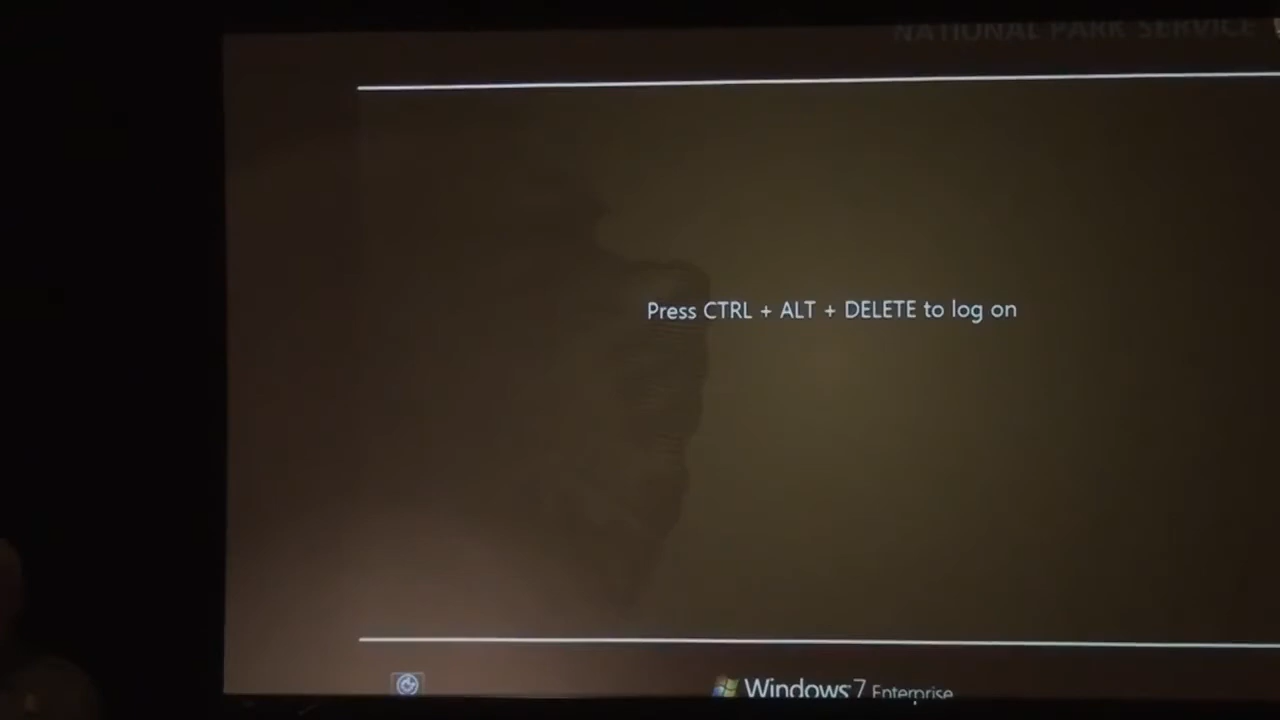 NATIONAL PARK SERVICE
Press CTRL + ALT + DELETE to log on
Windows 7 Enterprise